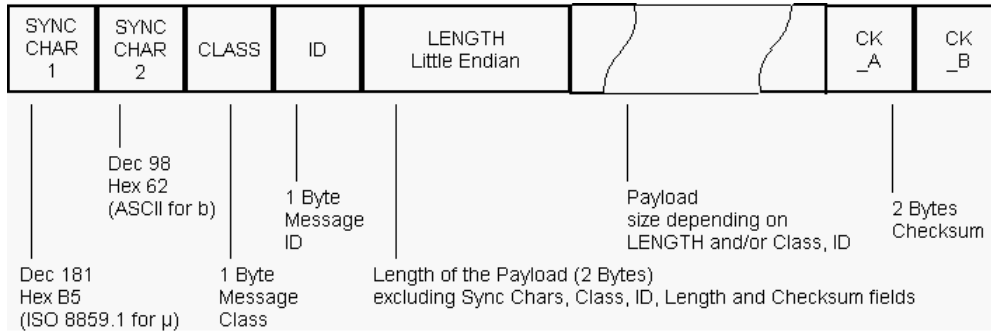 SYNC
CHAR
1
SYNC
CHAR
2
CLASS
ID
LENGTH
Little Endian
CK
_A
CK
_B
Dec 98
Hex 62
(ASCII for b)
1 Byte
Message
ID
Payload
size depending on
LENGTH and/or Class, ID
2 Bytes
Checksum
Dec 181
Hex B5
(ISO 8859.1 for µ)
1 Byte
Message
Class
Length of the Payload (2 Bytes)
excluding Sync Chars, Class, ID, Length and Checksum fields